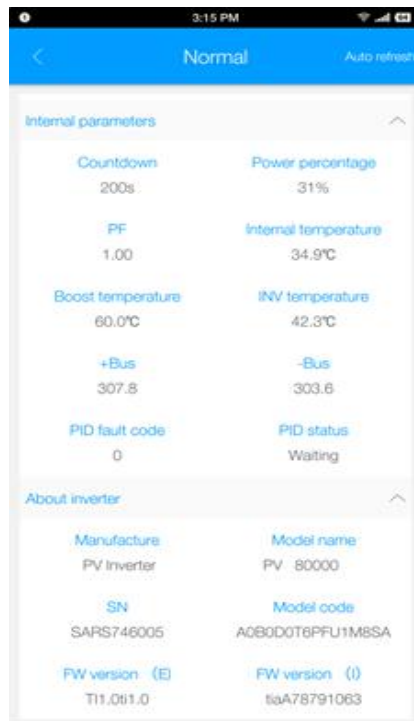 3:15 PM
Normal Auto refresh
Internal parameters
Countdown Power percentage
200s 31%
PF Internal temperature
1.00 34.9℃
Boost temperature INV temperature
60.0℃ 42.3℃
+Bus -Bus
307.8 303.6
PID fault code PID status
0 Waiting
About inverter
Manufacture Model name
PV Inverter PV 80000
SN Model code
SARS746005 A0B0D0T6PFU1M8SA
FW version (E) FW version (I)
TI1.0ti1.0 tiaA78791063